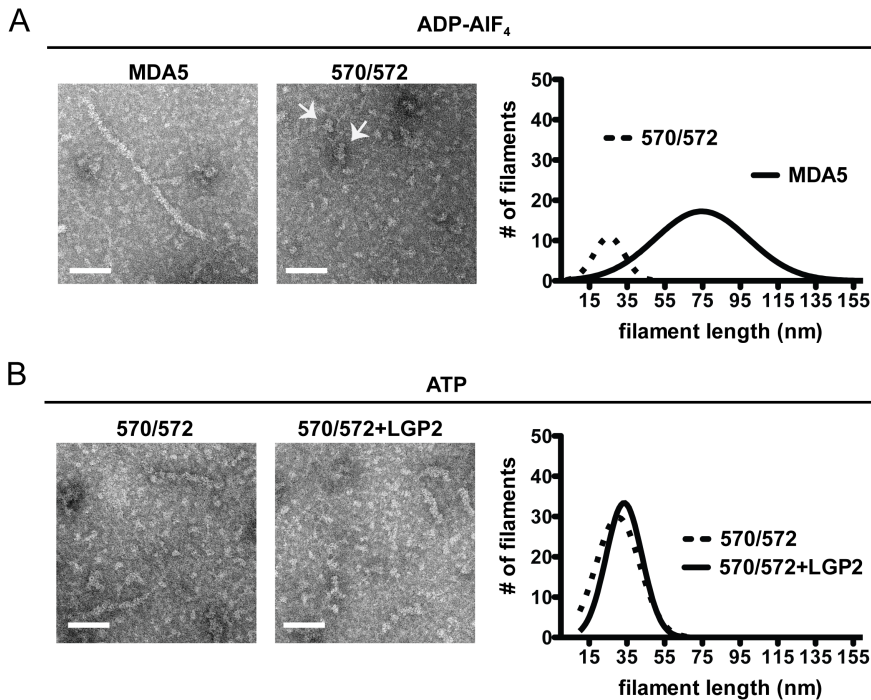 A
ADP-AlF4
MDA5
570/572
50
40
30
20
10
0
# of filaments
570/572
MDA5
15 35 55 75 95 115 135 155
filament length (nm)
B
ATP
570/572
570/572+LGP2
50
40
30
20
10
0
# of filaments
570/572
570/572+LGP2
15 35 55 75 95 115 135 155
filament length (nm)